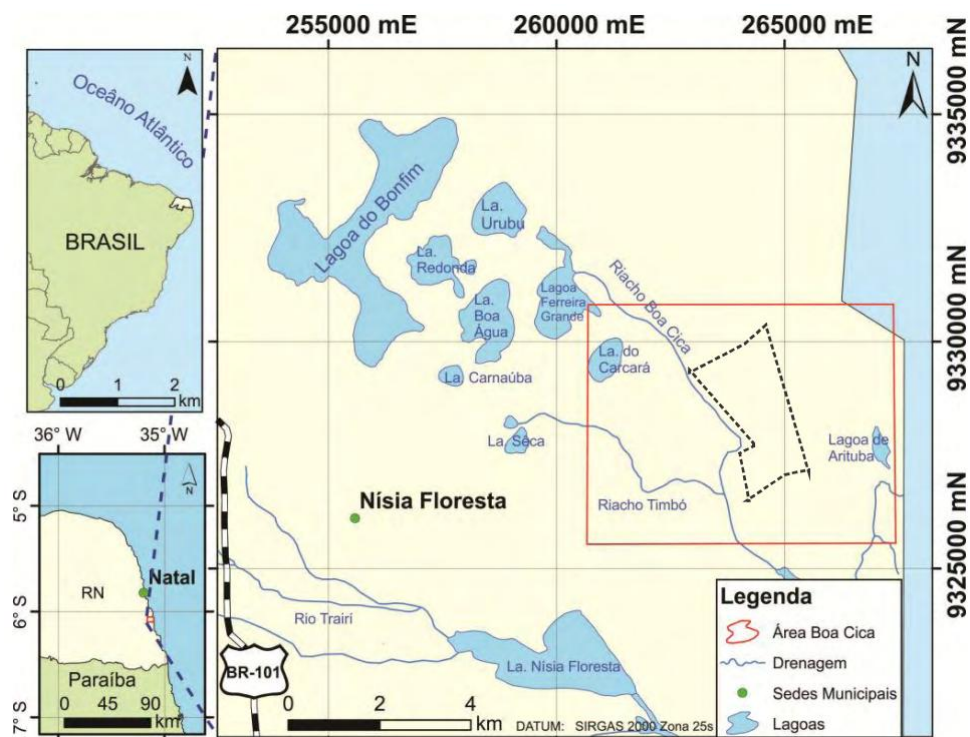 255000 mE
260000 mE
265000 mE
N
Oceâno Atlântico
BRASIL
0 1 2
km
36° W
35° W
N
5° S
6° S
7° S
RN
Natal
Paraíba
0 45 90
km
N
9335000 mN
9330000 mN
9325000 mN
Lagoa do Bonfim
La.
Urubu
La.
Redonda
La.
Boa
Água
Lagoa
Ferreira
Grande
Riacho Boa Cica
La. do
Carcará
La. Carnaúba
La. Sêca
Lagoa de
Arituba
Riacho Timbó
Nísia Floresta
Rio Trairí
La. Nísia Floresta
BR-101
0 2 4
km
DATUM: SIRGAS 2000 Zona 25s
Legenda
Área Boa Cica
Drenagem
Sedes Municipais
Lagoas